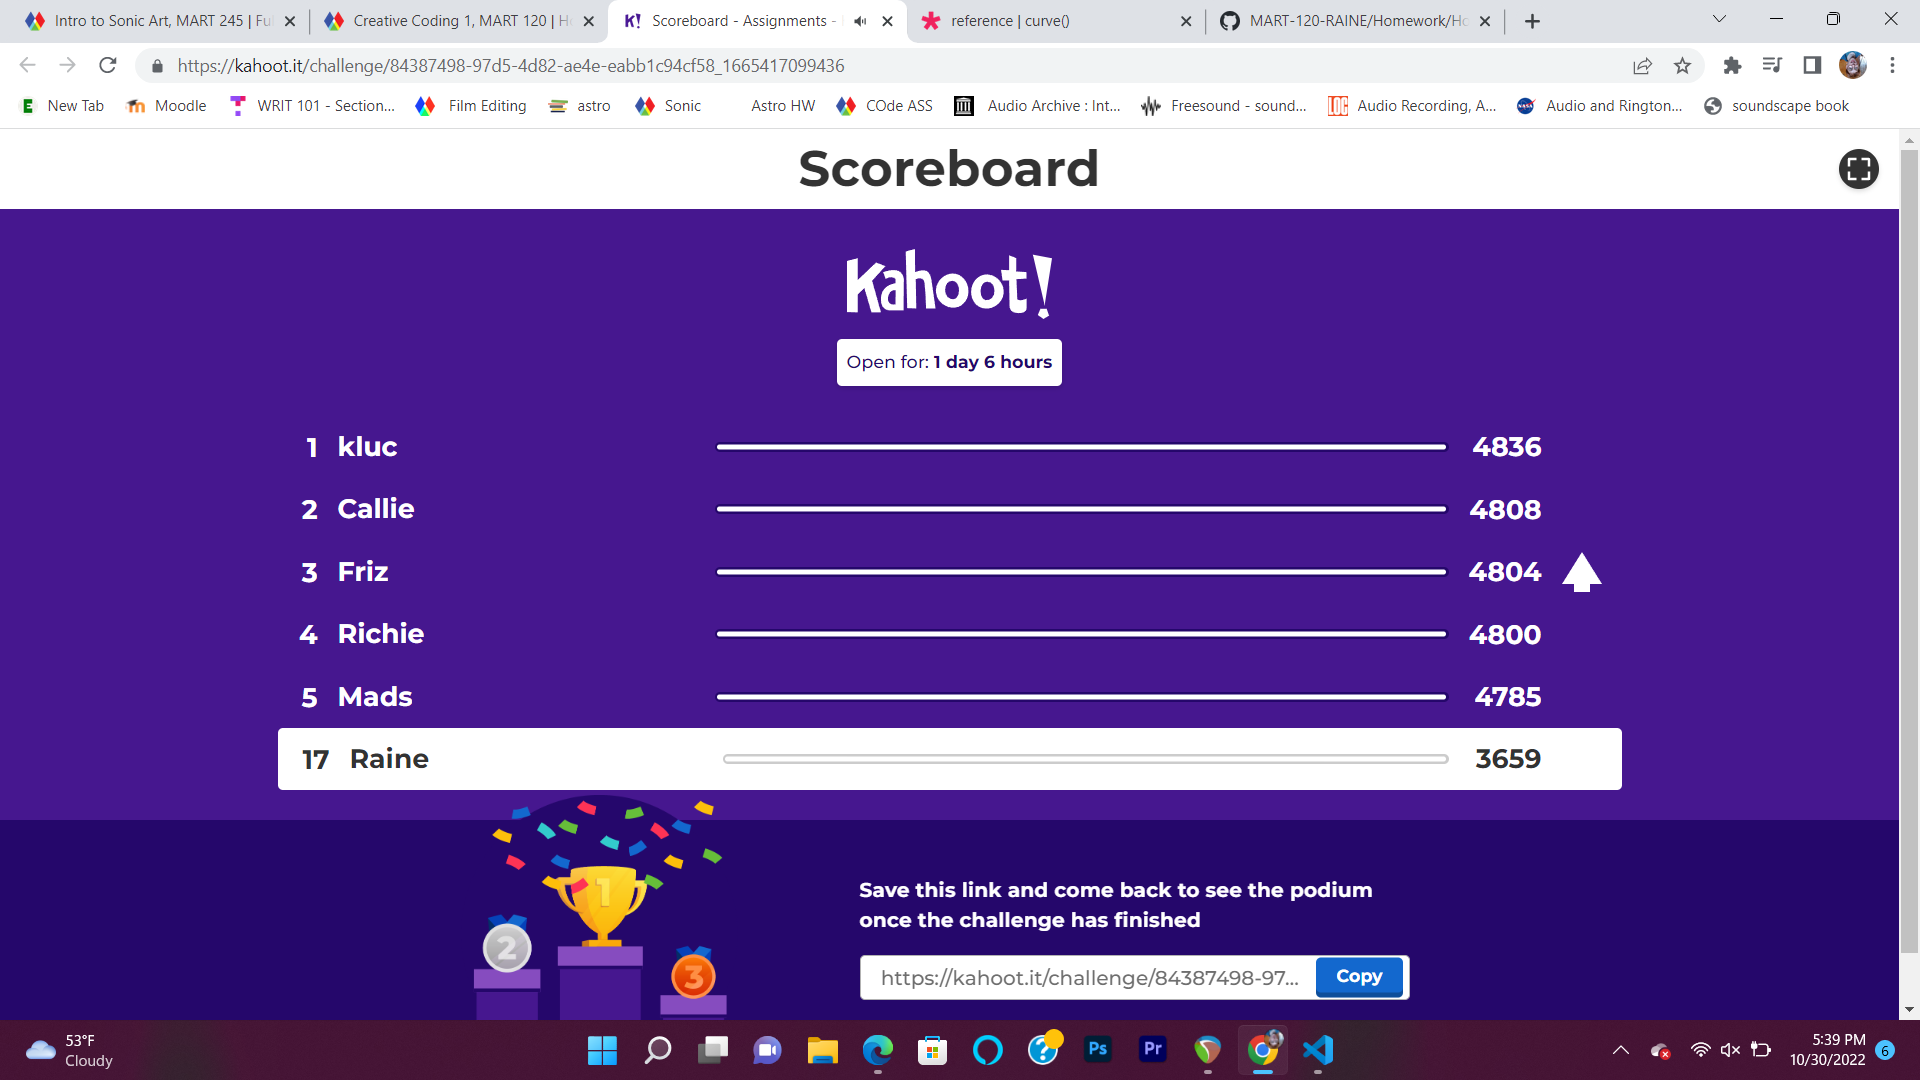 Intro to Sonic Art, MART 245 | Ful
Creative Coding 1, MART 120 | H
Scoreboard - Assignments -
reference | curve()
MART-120-RAINE/Homework/Ho
https://kahoot.it/challenge/84387498-97d5-4d82-ae4e-eabb1c94cf58_1665417099436
New Tab
Moodle
WRIT 101 - Section...
Film Editing
astro
Sonic
Astro HW
COde ASS
Audio Archive : Int...
Freesound - sound...
Audio Recording, A...
Audio and Rington...
soundscape book
Scoreboard
Kahoot!
Open for: 1 day 6 hours
1 kluc 4836
2 Callie 4808
3 Friz 4804
4 Richie 4800
5 Mads 4785
17 Raine 3659
1
2
3
Save this link and come back to see the podium
once the challenge has finished
https://kahoot.it/challenge/84387498-97...
Copy
53°F
Cloudy
Ps
Pr
5:39 PM
10/30/2022
6